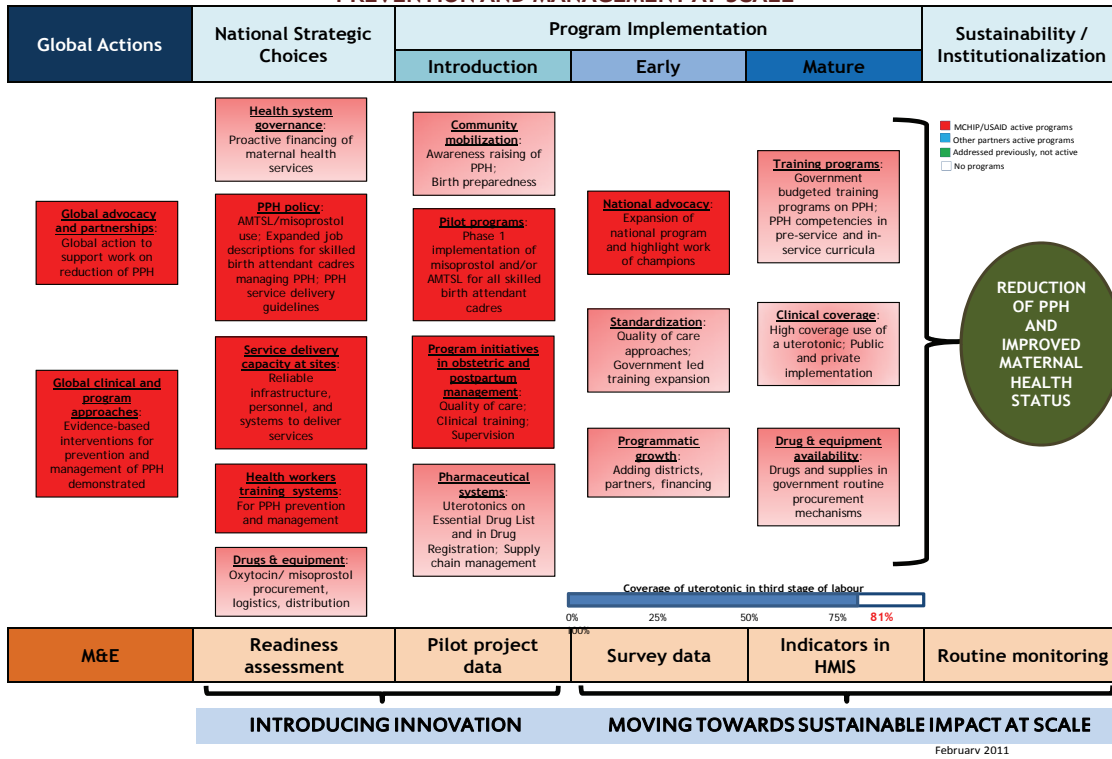 PREVENTION AND MANAGEMENT AT SCALE
Global Actions
National Strategic
Choices
Program Implementation
Introduction
Early
Mature
Sustainability /
Institutionalization
Global advocacy
and partnerships:
Global action to
support work on
reduction of PPH
Global clinical and
program
approaches:
Evidence-based
interventions for
prevention and
management of PPH
demonstrated
Health system
governance:
Proactive financing of
maternal health
services
PPH policy:
AMTSL/misoprostol
use; Expanded job
descriptions for skilled
birth attendant cadres
managing PPH; PPH
service delivery
guidelines
Service delivery
capacity at sites:
Reliable
infrastructure,
personnel, and
systems to deliver
services
Health workers
training systems:
For PPH prevention
and management
Drugs & equipment:
Oxytocin/ misoprostol
procurement,
logistics, distribution
Community
mobilization:
Awareness raising of
PPH;
Birth preparedness
Pilot programs:
Phase 1
implementation of
misoprostol and/or
AMTSL for all skilled
birth attendant
cadres
Program initiatives
in obstetric and
postpartum
management:
Quality of care;
Clinical training;
Supervision
Pharmaceutical
systems:
Uterotonics on
Essential Drug List
and in Drug
Registration; Supply
chain management
National advocacy:
Expansion of
national program
and highlight work
of champions
Standardization:
Quality of care
approaches;
Government led
training expansion
Programmatic
growth:
Adding districts,
partners, financing
Training programs:
Government
budgeted training
programs on PPH;
PPH competencies in
pre-service and in-
service curricula
Clinical coverage:
High coverage use of
a uterotonic; Public
and private
implementation
Drug & equipment
availability:
Drugs and supplies in
government routine
procurement
mechanisms
MCHIP/USAID active programs
Other partners active programs
Addressed previously, not active
No programs
REDUCTION
OF PPH
AND
IMPROVED
MATERNAL
HEALTH
STATUS
Coverage of uterotonic in third stage of labour
0% 25% 50% 75% 81%
100%
M&E
Readiness
assessment
Pilot project
data
Survey data
Indicators in
HMIS
Routine monitoring
INTRODUCING INNOVATION
MOVING TOWARDS SUSTAINABLE IMPACT AT SCALE
February 2011